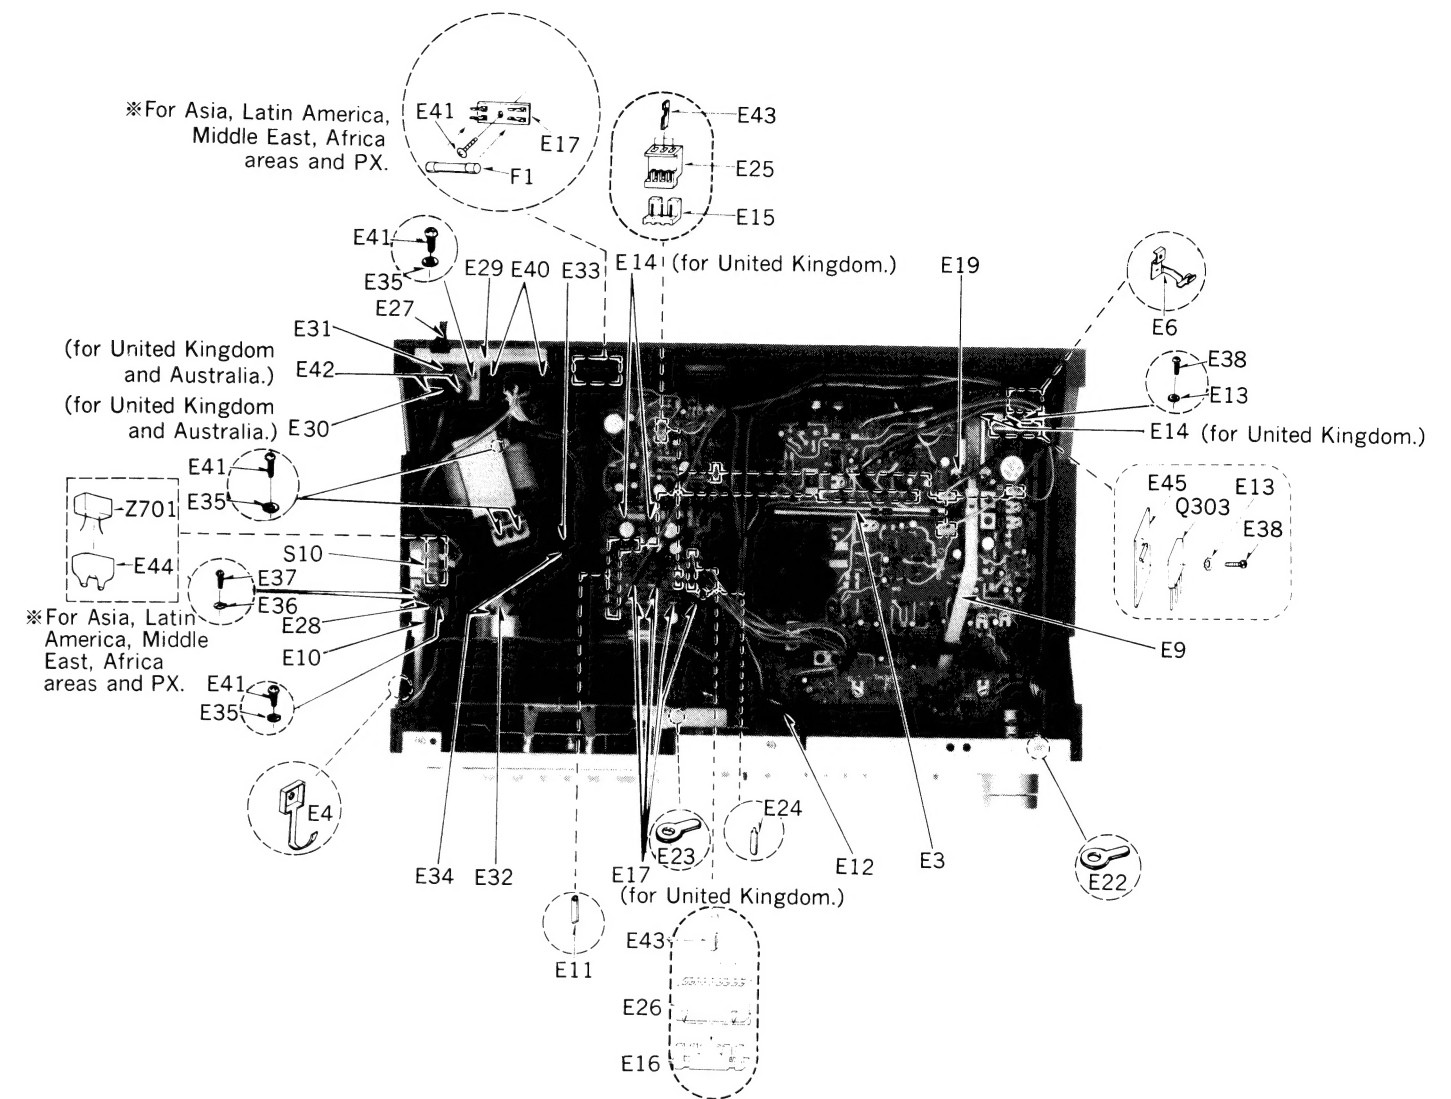 ※For Asia, Latin America,
Middle East, Africa
areas and PX.
E41
E17
F1
E43
E25
E15
E41
E35
E29 E40 E33 E14 (for United Kingdom.)
E19
E6
E27
E31
(for United Kingdom
and Australia.)
E42
(for United Kingdom
and Australia.)
E30
E38
E13
E14 (for United Kingdom.)
E41
E35
Z701
E44
S10
E37
E36
※For Asia, Latin
America, Middle
East, Africa
areas and PX.
E28
E10
E41
E35
E45
Q303
E13
E38
E9
E4
E34 E32
E17
(for United Kingdom.)
E23
E24
E12
E3
E22
E11
E43
E26
E16